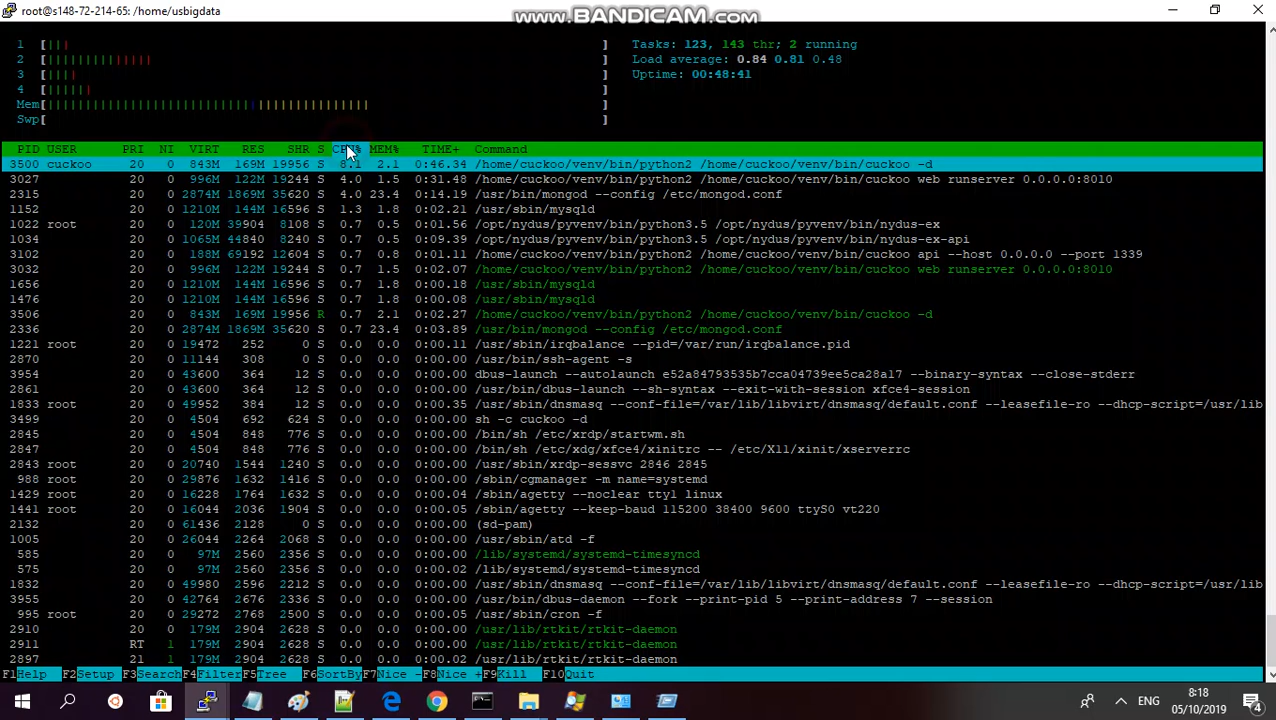 root@s148-72-214-65: /home/usbigdata
WWW.BANDICAM.COM
1 [||| ] Tasks: 123, 143 thr; 2 running
2 [||||||||||||||| ] Load average: 0.84 0.81 0.48
3 [|||| ] Uptime: 00:48:41
4 [|||||| ]
Mem[||||||||||||||||||||||||||||||||||||||||||||||| ]
Swp[ ]
PID USER PRI NI VIRT RES SHR S CPU% MEM% TIME+ Command
3500 cuckoo 20 0 843M 169M 19956 S 8.1 2.1 0:46.34 /home/cuckoo/venv/bin/python2 /home/cuckoo/venv/bin/cuckoo -d
3027 20 0 996M 122M 19244 S 4.0 1.5 0:31.48 /home/cuckoo/venv/bin/python2 /home/cuckoo/venv/bin/cuckoo web runserver 0.0.0.0:8010
2315 20 0 2874M 1869M 35620 S 4.0 23.4 0:14.19 /usr/bin/mongod --config /etc/mongod.conf
1152 20 0 1210M 144M 16596 S 1.3 1.8 0:02.21 /usr/sbin/mysqld
1022 root 20 0 120M 39904 8108 S 0.7 0.5 0:01.56 /opt/nydus/pyvenv/bin/python3.5 /opt/nydus/pyvenv/bin/nydus-ex
1034 20 0 1065M 44840 8240 S 0.7 0.5 0:09.39 /opt/nydus/pyvenv/bin/python3.5 /opt/nydus/pyvenv/bin/nydus-ex-api
3102 20 0 188M 69192 12604 S 0.7 0.8 0:01.11 /home/cuckoo/venv/bin/python2 /home/cuckoo/venv/bin/cuckoo api --host 0.0.0.0 --port 1339
3032 20 0 996M 122M 19244 S 0.7 1.5 0:02.07 /home/cuckoo/venv/bin/python2 /home/cuckoo/venv/bin/cuckoo web runserver 0.0.0.0:8010
1656 20 0 1210M 144M 16596 S 0.7 1.8 0:00.18 /usr/sbin/mysqld
1476 20 0 1210M 144M 16596 S 0.7 1.8 0:00.08 /usr/sbin/mysqld
3506 20 0 843M 169M 19956 R 0.7 2.1 0:02.27 /home/cuckoo/venv/bin/python2 /home/cuckoo/venv/bin/cuckoo -d
2336 20 0 2874M 1869M 35620 S 0.7 23.4 0:03.89 /usr/bin/mongod --config /etc/mongod.conf
1221 root 20 0 19472 252 0 S 0.0 0.0 0:00.11 /usr/sbin/irqbalance --pid=/var/run/irqbalance.pid
2870 20 0 11144 308 0 S 0.0 0.0 0:00.00 /usr/bin/ssh-agent -s
3954 20 0 43600 364 12 S 0.0 0.0 0:00.00 dbus-launch --autolaunch e52a84793535b7cca04739ee5ca28a17 --binary-syntax --close-stderr
2861 20 0 43600 364 12 S 0.0 0.0 0:00.00 /usr/bin/dbus-launch --sh-syntax --exit-with-session xfce4-session
1833 root 20 0 49952 384 12 S 0.0 0.0 0:00.35 /usr/sbin/dnsmasq --conf-file=/var/lib/libvirt/dnsmasq/default.conf --leasefile-ro --dhcp-script=/usr/lib
3499 20 0 4504 692 624 S 0.0 0.0 0:00.00 sh -c cuckoo -d
2845 20 0 4504 848 776 S 0.0 0.0 0:00.00 /bin/sh /etc/xrdp/startwm.sh
2847 20 0 4504 848 776 S 0.0 0.0 0:00.00 /bin/sh /etc/xdg/xfce4/xinitrc -- /etc/X11/xinit/xserverrc
2843 root 20 0 20740 1544 1240 S 0.0 0.0 0:00.00 /usr/sbin/xrdp-sessvc 2846 2845
988 root 20 0 29876 1632 1416 S 0.0 0.0 0:00.00 /sbin/cgmanager -m name=systemd
1429 root 20 0 16228 1764 1632 S 0.0 0.0 0:00.04 /sbin/agetty --noclear tty1 linux
1441 root 20 0 16044 2036 1904 S 0.0 0.0 0:00.00 /sbin/agetty --keep-baud 115200 38400 9600 ttyS0 vt220
2132 20 0 61436 2128 0 S 0.0 0.0 0:00.00 (sd-pam)
1005 20 0 26044 2264 2068 S 0.0 0.0 0:00.00 /usr/sbin/atd -f
585 20 0 97M 2560 2356 S 0.0 0.0 0:00.00 /lib/systemd/systemd-timesyncd
575 20 0 97M 2560 2356 S 0.0 0.0 0:00.02 /lib/systemd/systemd-timesyncd
1832 20 0 49980 2596 2212 S 0.0 0.0 0:00.00 /usr/sbin/dnsmasq --conf-file=/var/lib/libvirt/dnsmasq/default.conf --leasefile-ro --dhcp-script=/usr/lib
3955 20 0 42764 2676 2336 S 0.0 0.0 0:00.00 /usr/bin/dbus-daemon --fork --print-pid 5 --print-address 7 --session
995 root 20 0 29272 2768 2500 S 0.0 0.0 0:00.05 /usr/sbin/cron -f
2910 20 0 179M 2904 2628 S 0.0 0.0 0:00.00 /usr/lib/rtkit/rtkit-daemon
2911 RT 1 179M 2904 2628 S 0.0 0.0 0:00.00 /usr/lib/rtkit/rtkit-daemon
2897 21 1 179M 2904 2628 S 0.0 0.0 0:00.02 /usr/lib/rtkit/rtkit-daemon
F1Help F2Setup F3SearchF4FilterF5Tree F6SortByF7Nice -F8Nice +F9Kill F10Quit
ENG
8:18
05/10/2019
4